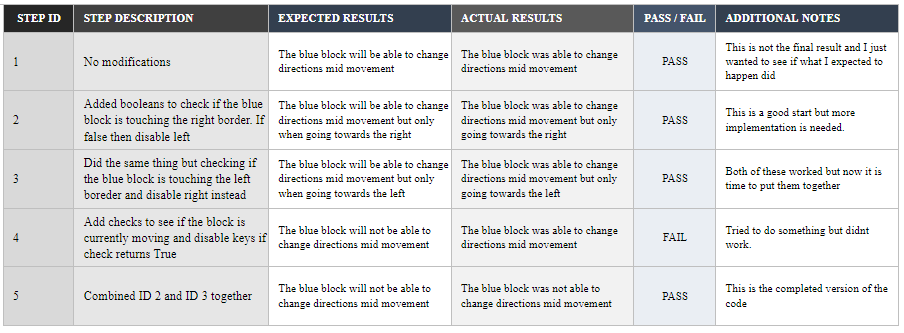 STEP ID STEP DESCRIPTION EXPECTED RESULTS ACTUAL RESULTS PASS / FAIL ADDITIONAL NOTES
1
No modifications
The blue block will be able to change
directions mid movement
The blue block was able to change
directions mid movement
PASS
This is not the final result and I just
wanted to see if what I expected to
happen did
2
Added booleans to check if the blue
block is touching the right border. If
false then disable left
The blue block will be able to change
directions mid movement but only
when going towards the right
The blue block was able to change
directions mid movement but only
going towards the right
PASS
This is a good start but more
implementation is needed.
3
Did the same thing but checking if
the blue block is touching the left
boreder and disable right instead
The blue block will be able to change
directions mid movement but only
when going towards the left
The blue block was able to change
directions mid movement but only
going towards the left
PASS
Both of these worked but now it is
time to put them together
4
Add checks to see if the block is
currently moving and disable keys if
check returns True
The blue block will not be able to
change directions mid movement
The blue block was able to change
directions mid movement
FAIL
Tried to do something but didnt
work.
5
Combined ID 2 and ID 3 together
The blue block will not be able to
change directions mid movement
The blue block was not able to
change directions mid movement
PASS
This is the completed version of the
code